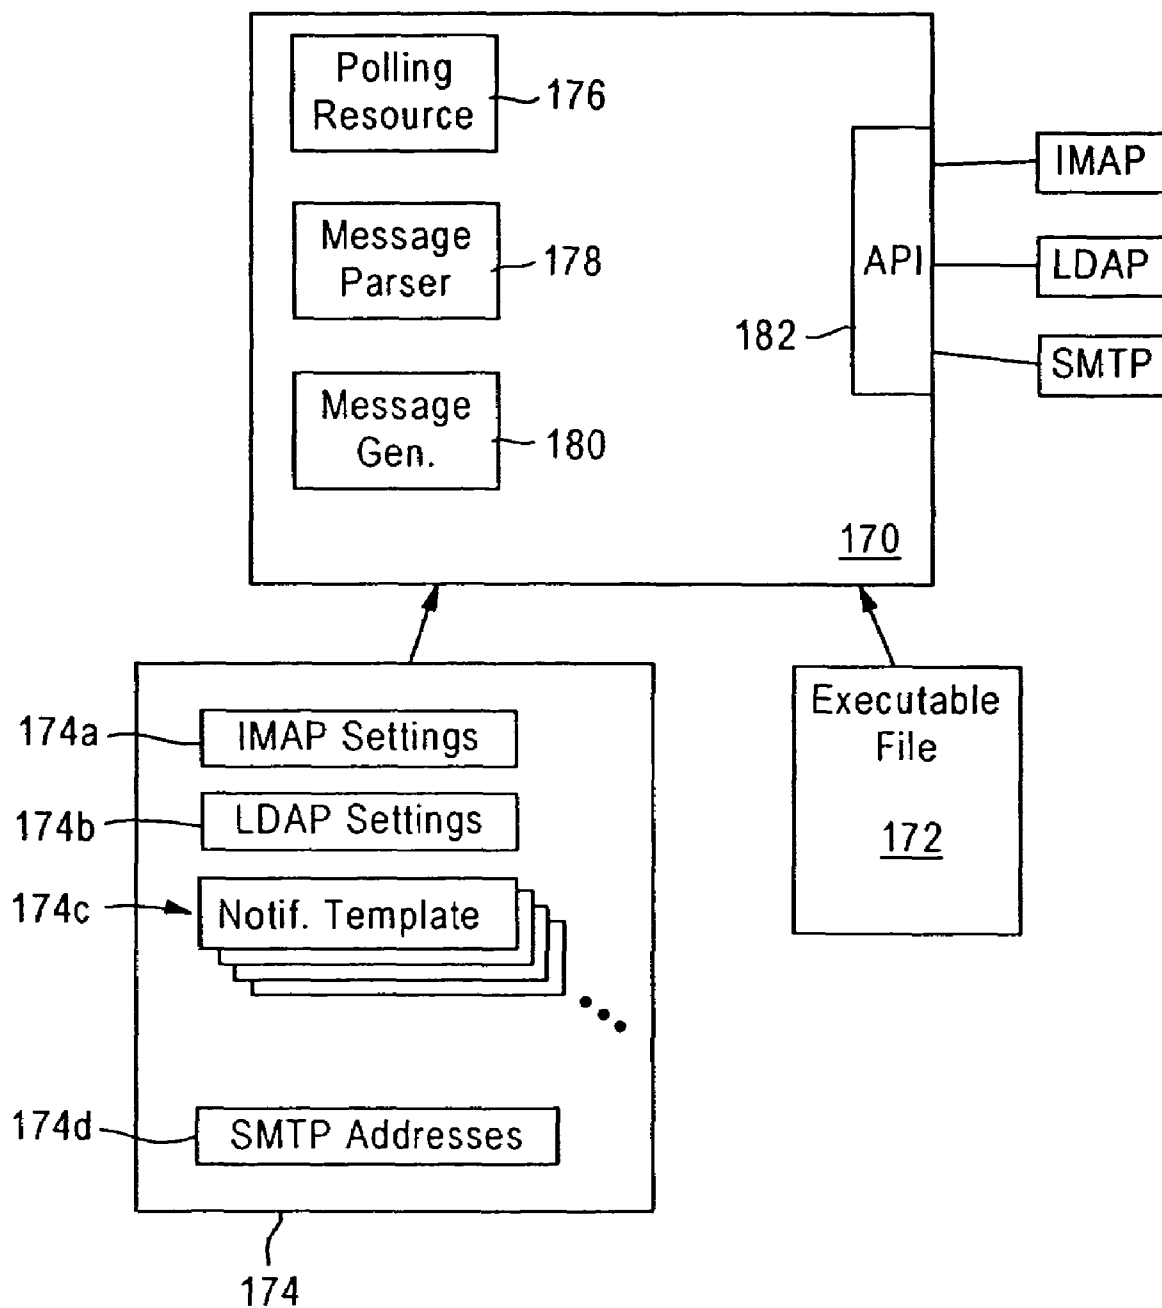 Polling
Resource
176
IMAP
Message
Parser
178
API
LDAP
182
SMTP
Message
Gen.
180
170
Executable
File
172
174a
IMAP Settings
174b
LDAP Settings
174c
Notif. Template
174d
SMTP Addresses
174